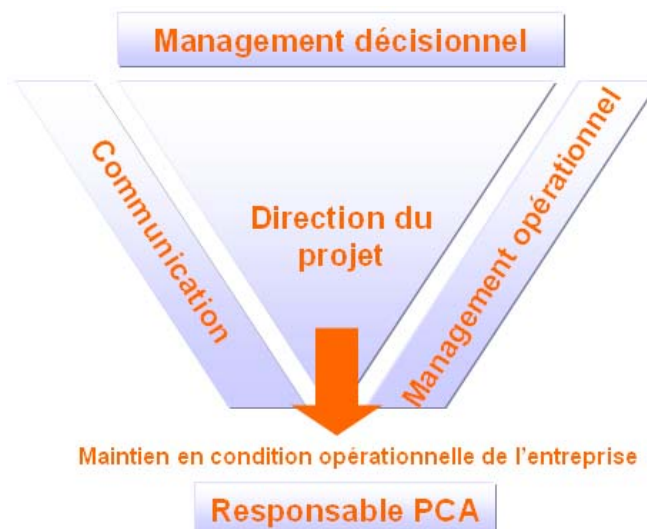 Management décisionnel
Communication
Direction du
projet
Management opérationnel
Maintien en condition opérationnelle de l'entreprise
Responsable PCA